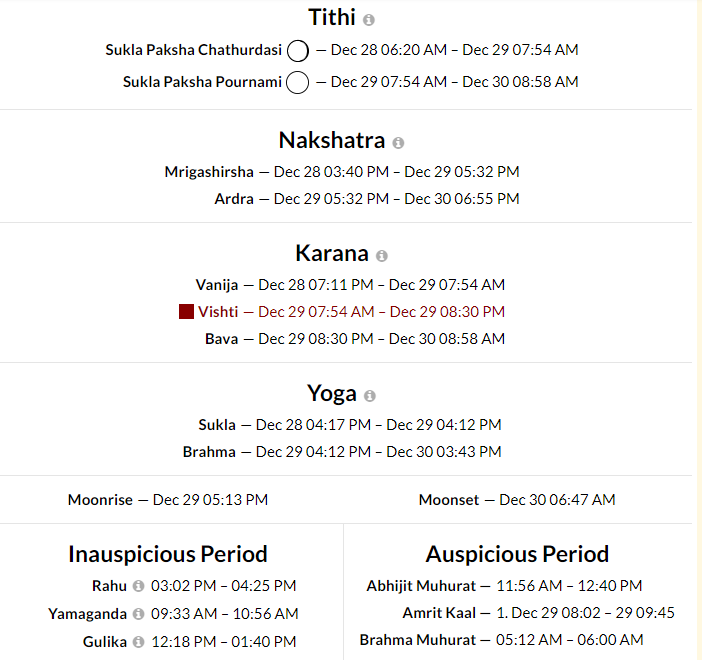 Tithi
Sukla Paksha Chathurdasi — Dec 28 06:20 AM – Dec 29 07:54 AM
Sukla Paksha Pournami — Dec 29 07:54 AM – Dec 30 08:58 AM
Nakshatra
Mrigashirsha — Dec 28 03:40 PM – Dec 29 05:32 PM
Ardra — Dec 29 05:32 PM – Dec 30 06:55 PM
Karana
Vanija — Dec 28 07:11 PM – Dec 29 07:54 AM
Vishti — Dec 29 07:54 AM – Dec 29 08:30 PM
Bava — Dec 29 08:30 PM – Dec 30 08:58 AM
Yoga
Sukla — Dec 28 04:17 PM – Dec 29 04:12 PM
Brahma — Dec 29 04:12 PM – Dec 30 03:43 PM
Moonrise — Dec 29 05:13 PM
Moonset — Dec 30 06:47 AM
Inauspicious Period
Rahu 03:02 PM – 04:25 PM
Yamaganda 09:33 AM – 10:56 AM
Gulika 12:18 PM – 01:40 PM
Auspicious Period
Abhijit Muhurat — 11:56 AM – 12:40 PM
Amrit Kaal — 1. Dec 29 08:02 – 29 09:45
Brahma Muhurat — 05:12 AM – 06:00 AM